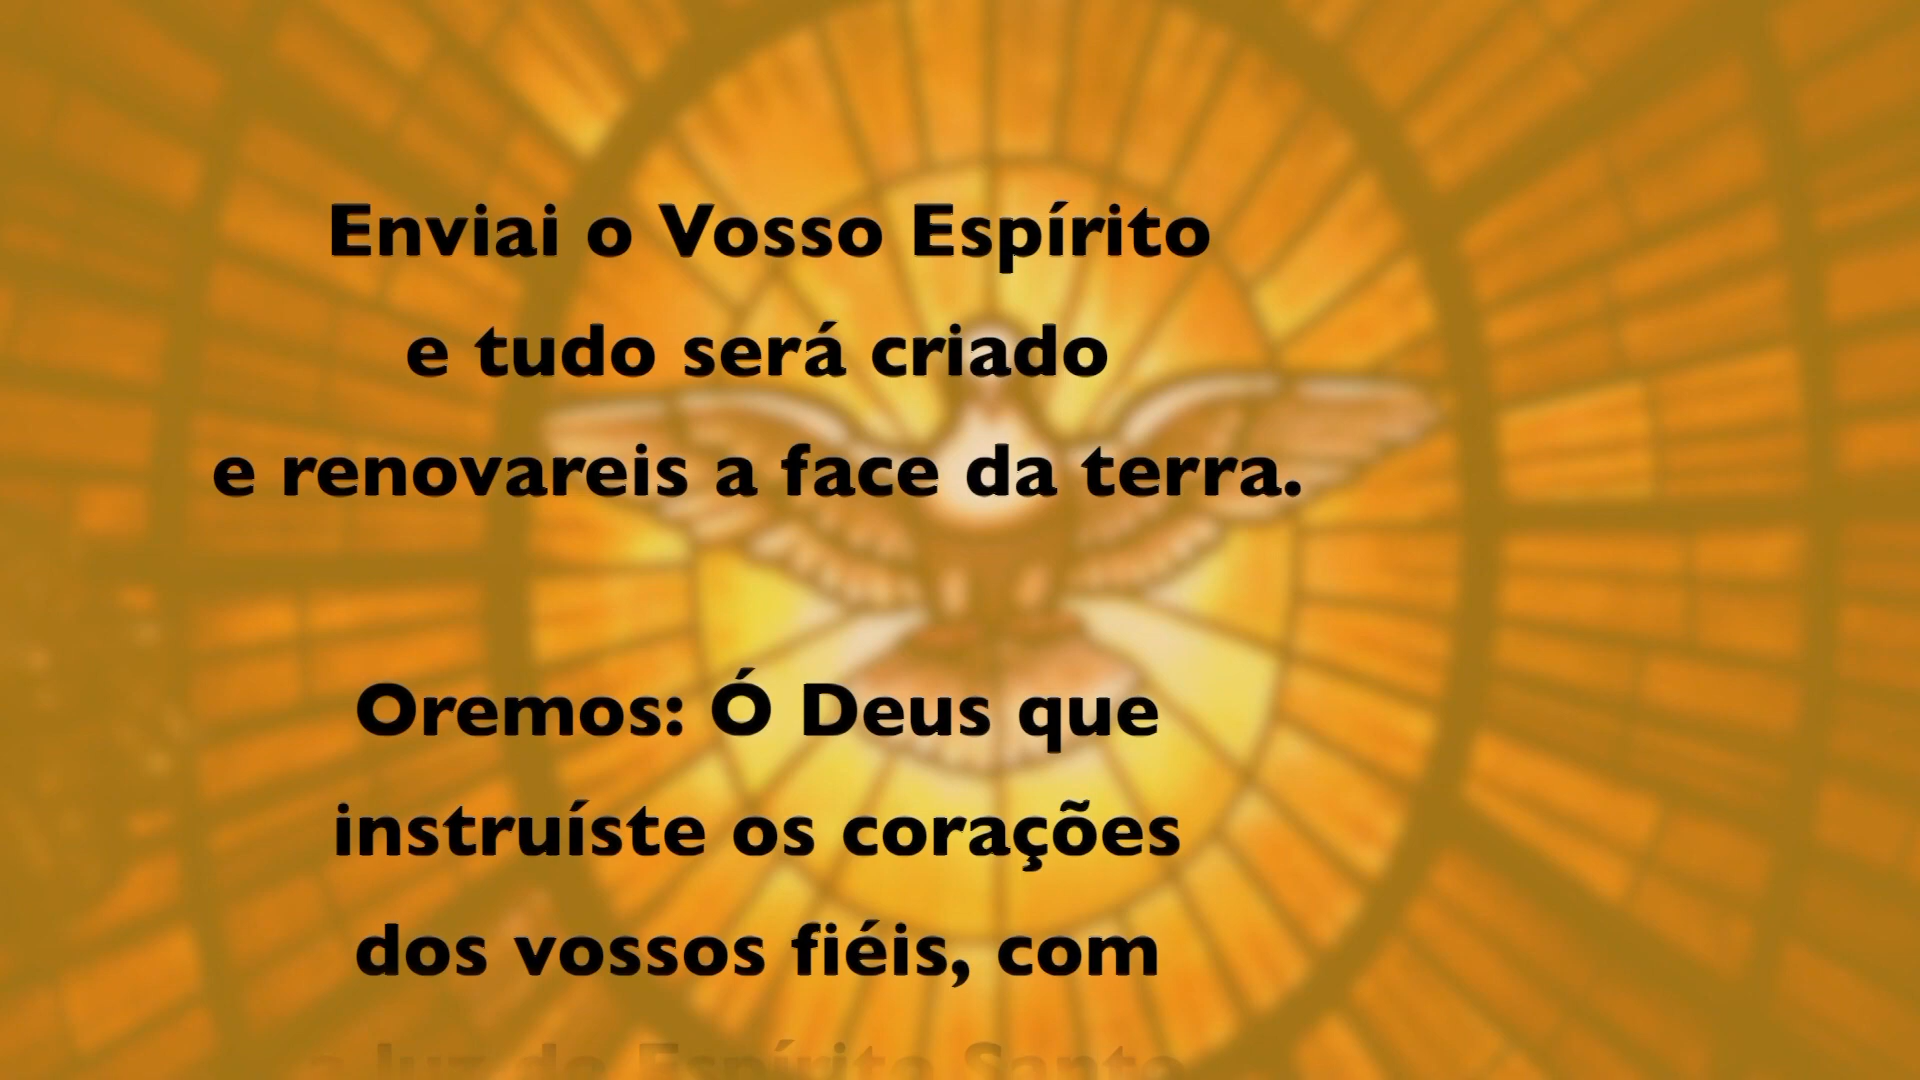 Enviai o Vosso Espírito
e tudo será criado
e renovareis a face da terra.
Oremos: Ó Deus que
instruíste os corações
dos vossos fiéis, com
a luz do Espírito Santo